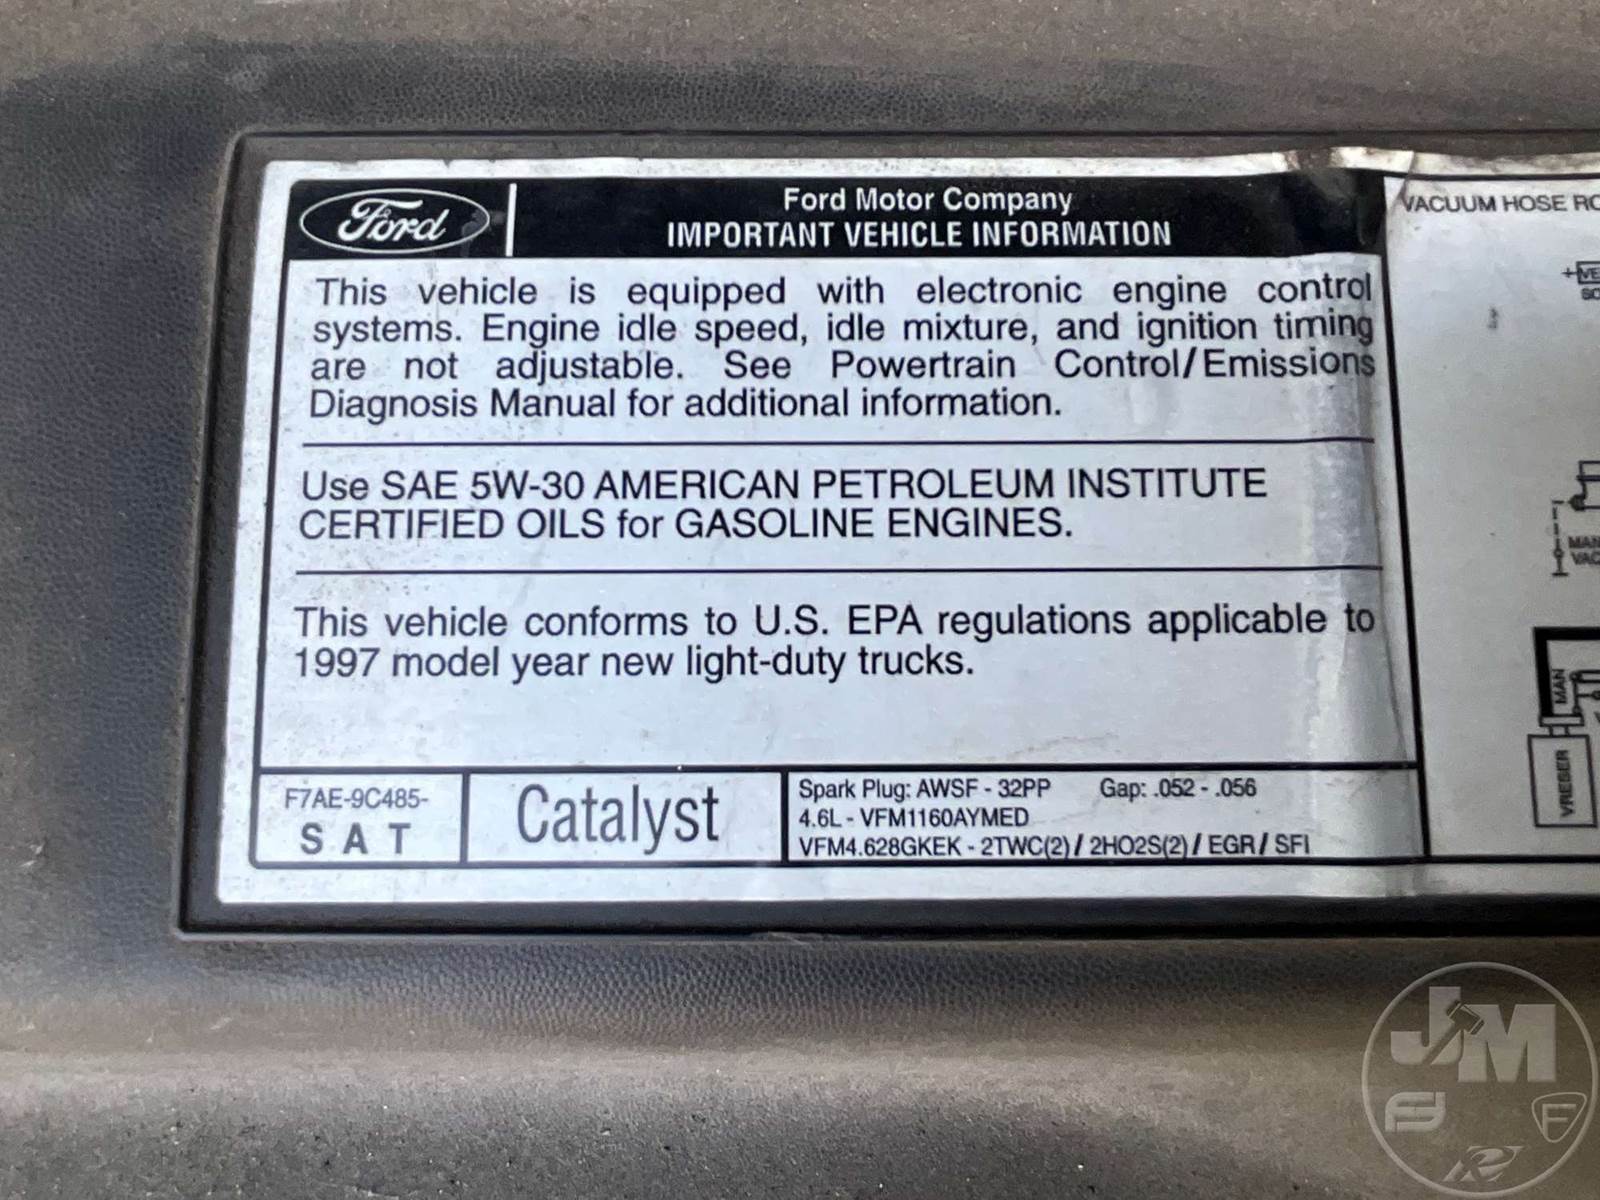 Ford
Ford Motor Company
IMPORTANT VEHICLE INFORMATION
This vehicle is equipped with electronic engine control
systems. Engine idle speed, idle mixture, and ignition timing
are not adjustable. See Powertrain Control/Emissions
Diagnosis Manual for additional information.
Use SAE 5W-30 AMERICAN PETROLEUM INSTITUTE
CERTIFIED OILS for GASOLINE ENGINES.
This vehicle conforms to U.S. EPA regulations applicable to
1997 model year new light-duty trucks.
F7AE-9C485-
S A T
Catalyst
Spark Plug: AWSF - 32PP Gap: .052 - .056
4.6L - VFM1160AYMED
VFM4.628GKEK - 2TWC(2) / 2HO2S(2) / EGR / SFI
VACUUM HOSE
MAN
VRESER
JM